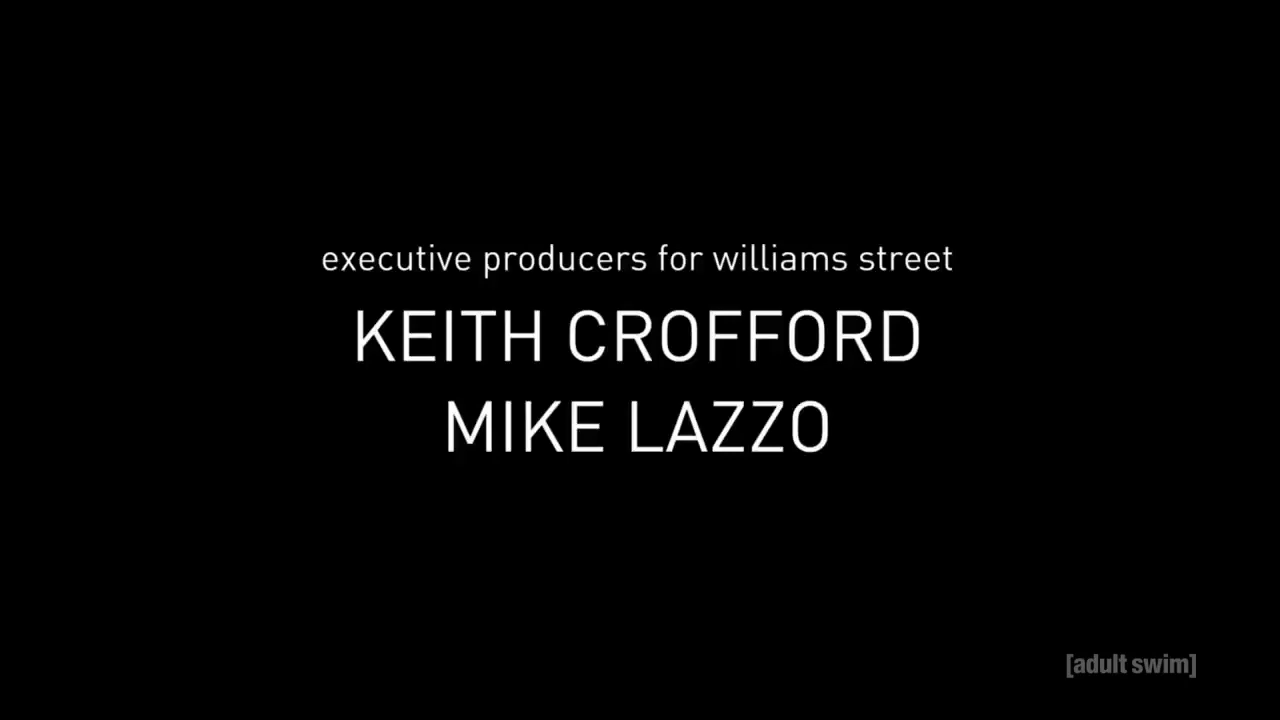 executive producers for williams street
KEITH CROFFORD
MIKE LAZZO
[adult swim]